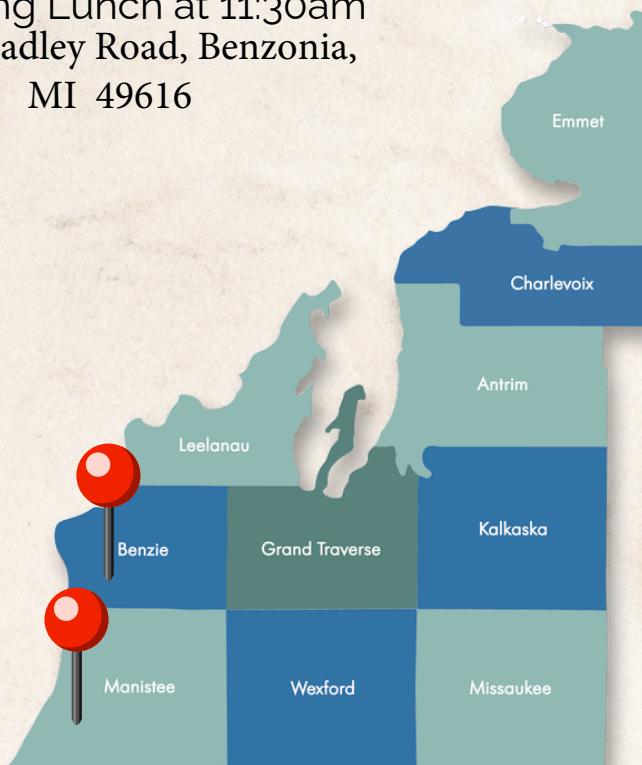 ng Lunch at 11:30am
adley Road, Benzonia,
MI 49616
Emmet
Charlevoix
Antrim
Leelanau
Kalkaska
Benzie
Grand Traverse
Manistee
Wexford
Missaukee